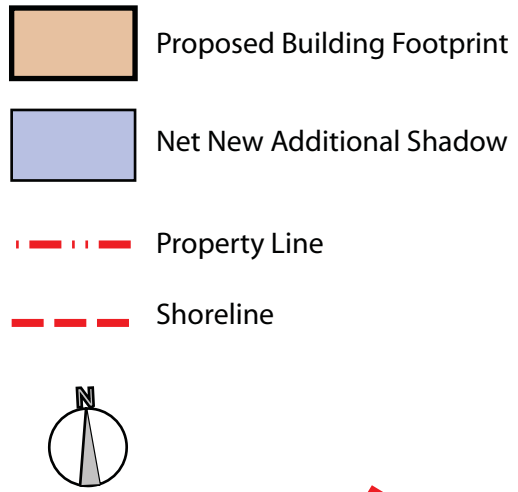 Proposed Building Footprint
Net New Additional Shadow
Property Line
Shoreline
N